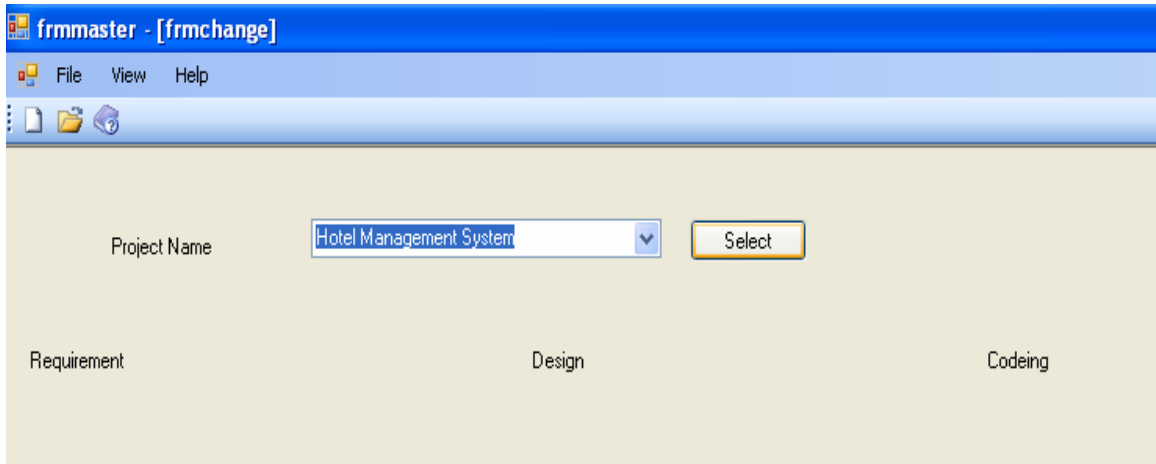 frmmaster - [frmchange]
File View Help
Project Name Hotel Management System Select
Requirement Design Codeing